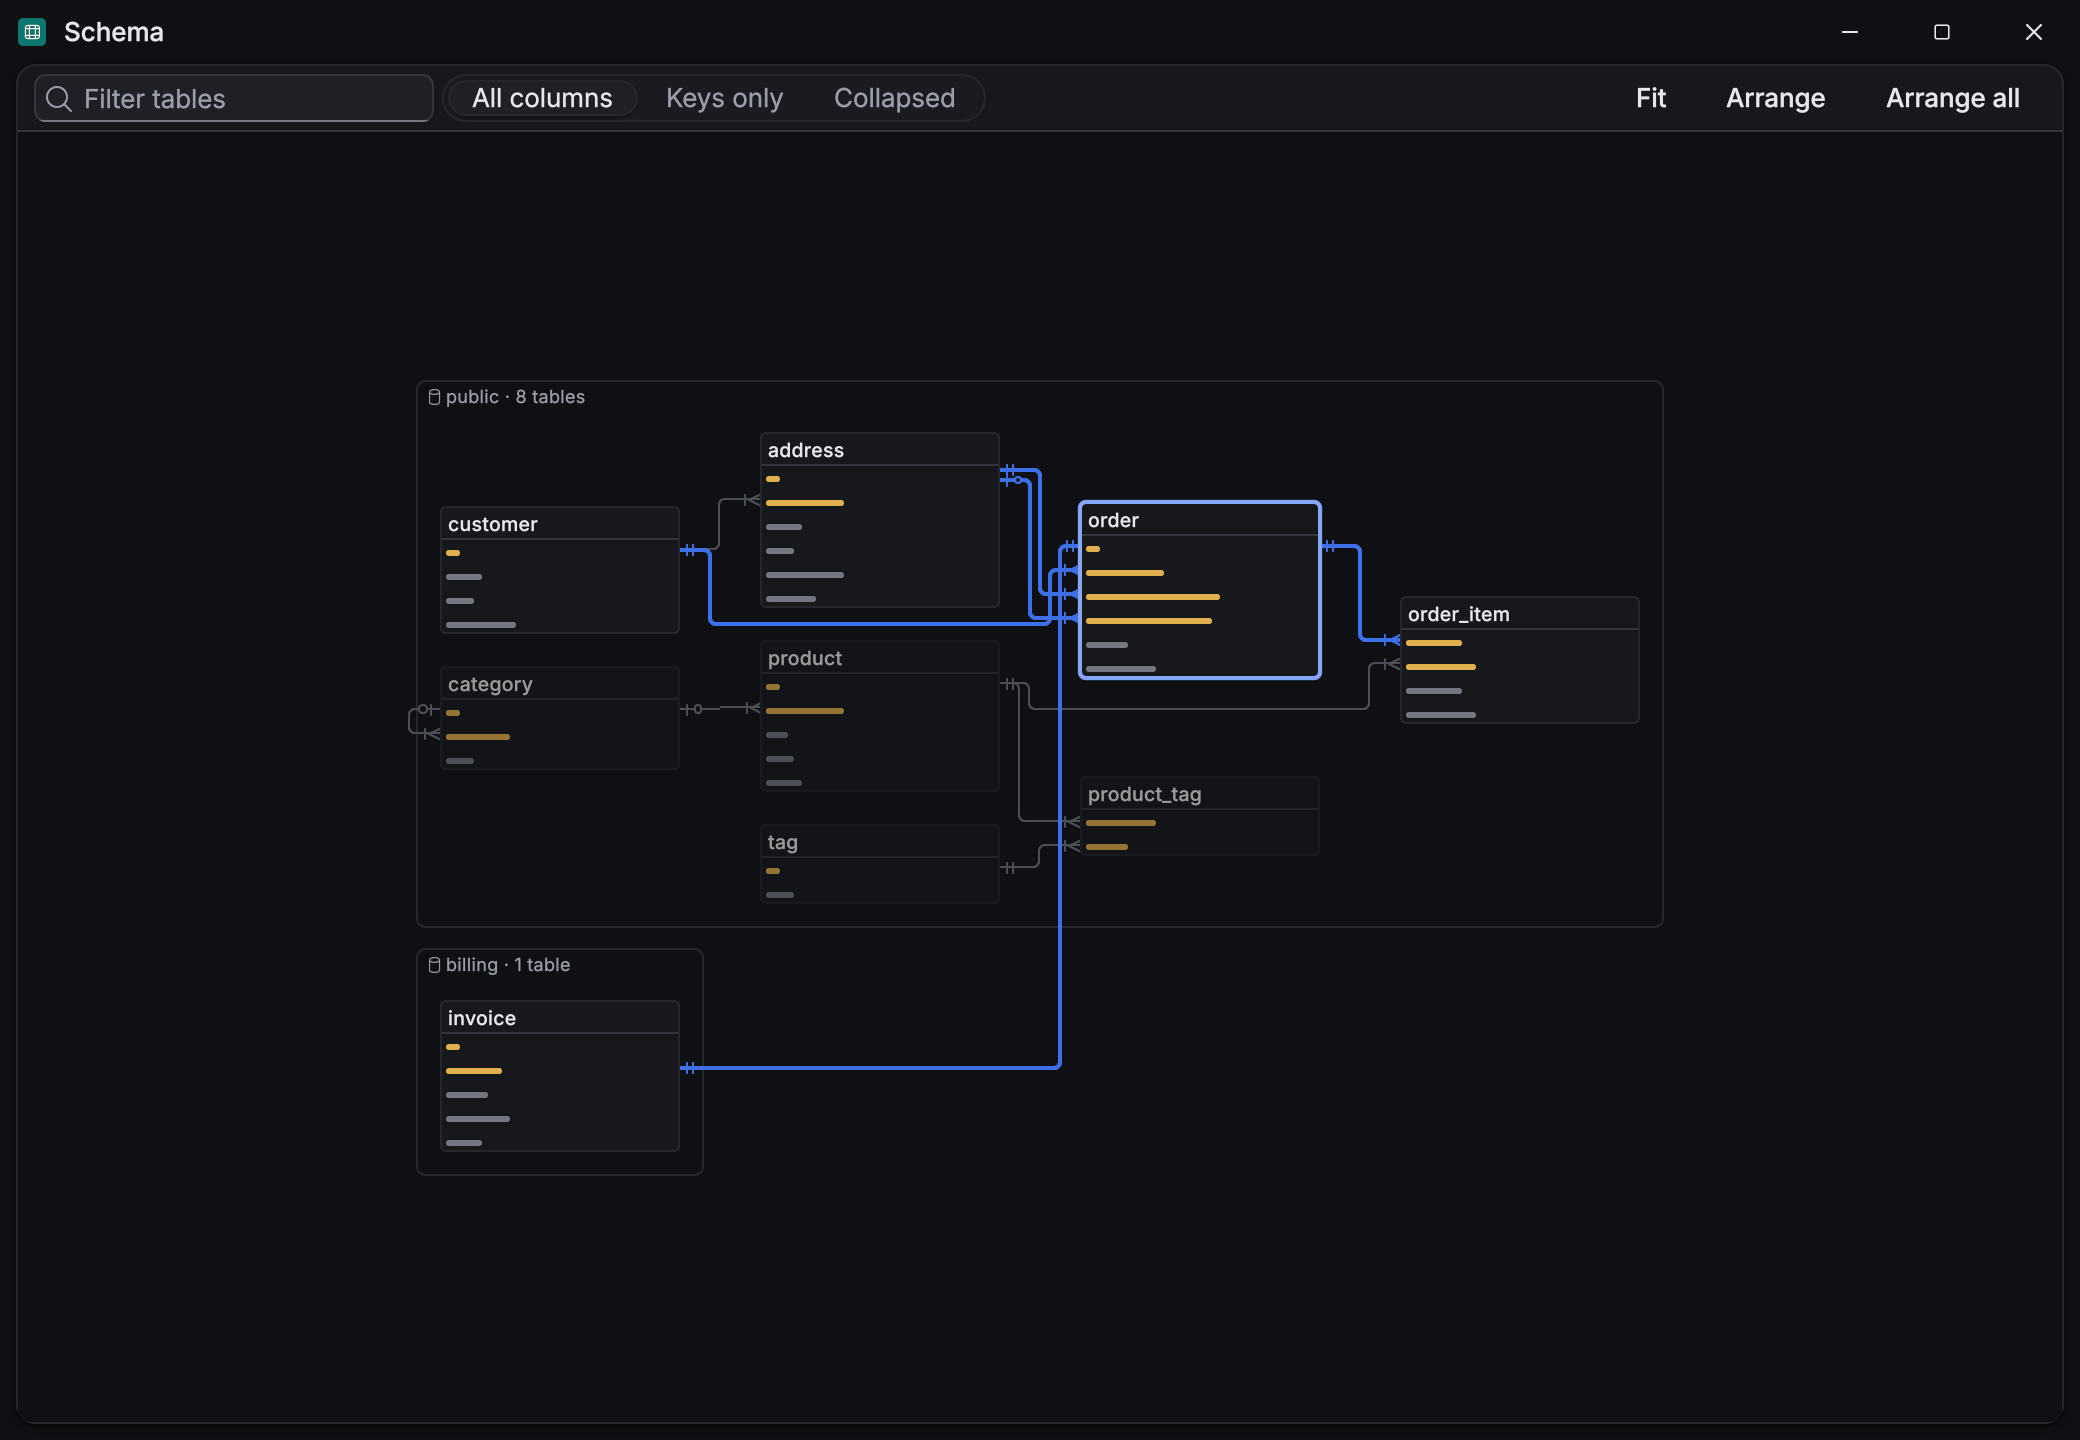 Schema
Filter tables
All columns
Keys only
Collapsed
Fit
Arrange
Arrange all
public · 8 tables
address
customer
order
order_item
product
category
product_tag
tag
billing · 1 table
invoice